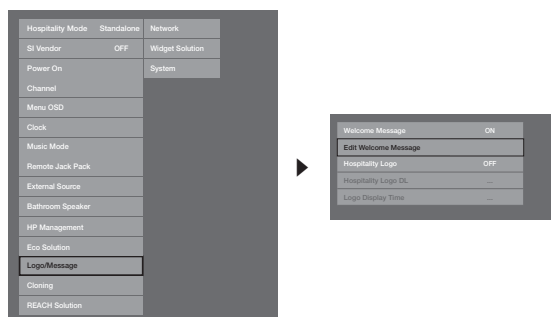 Hospitality Mode Standalone Network
SI Vendor OFF Widget Solution
Power On System
Channel
Menu OSD
Clock
Music Mode
Remote Jack Pack
External Source
Bathroom Speaker
HP Management
Eco Solution
Logo/Message
Cloning
REACH Solution
Welcome Message ON
Edit Welcome Message
Hospitality Logo OFF
Hospitality Logo DL ...
Logo Display Time ...